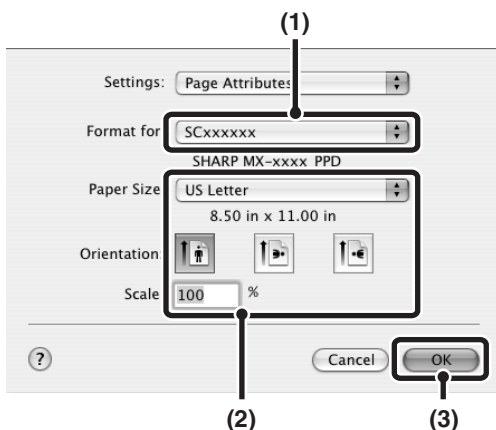 (1)
Settings: Page Attributes
Format for SCxxxxxx
SHARP MX-xxxx PPD
Paper Size US Letter
8.50 in x 11.00 in
Orientation:
Scale 100 %
? Cancel OK
(2) (3)